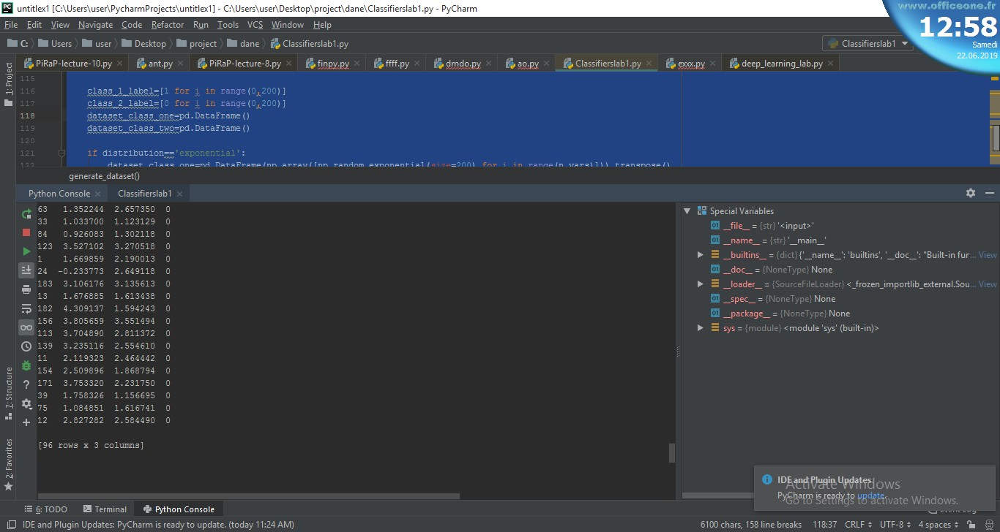 untitlex1 [C:\Users\user\PycharmProjects\untitlex1] - C:\Users\user\Desktop\project\dane\Classifierslab1.py - PyCharm
www.officeone.fr
12:58
Samedi
22.06.2019
File Edit View Navigate Code Refactor Run Tools VCS Window Help
C: Users user Desktop project dane Classifierslab1.py
Classifierslab1
PiRaP-lecture-10.py ant.py PiRaP-lecture-8.py finpy.py ffff.py dmdo.py ao.py Classifierslab1.py exxx.py deep_learning_lab.py
1: Project
115
116 class_1_label=[1 for i in range(0,200)]
117 class_2_label=[0 for i in range(0,200)]
118 dataset_class_one=pd.DataFrame()
119 dataset_class_two=pd.DataFrame()
120
121 if distribution=='exponential':
122 dataset_class_one=pd.DataFrame(np.array([np.random.exponential(size=200) for i in range(n_vars)])).transpose()
generate_dataset()
Python Console Classifierslab1
63 1.352244 2.657350 0
33 1.033700 1.123129 0
84 0.926083 1.302118 0
123 3.527102 3.270518 0
1 1.669859 2.190013 0
24 -0.233773 2.649118 0
183 3.106176 3.135613 0
13 1.676885 1.613438 0
182 4.309137 1.594243 0
156 3.805659 3.551494 0
113 3.704890 2.811372 0
139 3.235116 2.554610 0
11 2.119323 2.464442 0
154 2.509896 1.868794 0
171 3.753320 2.231750 0
39 1.758326 1.156695 0
75 1.084851 1.616741 0
12 2.827282 2.584490 0
[96 rows x 3 columns]
Special Variables
__file__ = {str} '<input>'
__name__ = {str} '__main__'
__builtins__ = {dict} {'__name__': 'builtins', '__doc__': "Built-in fur... View
__doc__ = {NoneType} None
__loader__ = {SourceFileLoader} <_frozen_importlib_external.Sou... View
__spec__ = {NoneType} None
__package__ = {NoneType} None
sys = {module} <module 'sys' (built-in)>
7: Structure
2: Favorites
IDE and Plugin Updates
PyCharm is ready to update.
Activate Windows
Go to Settings to activate Windows.
6: TODO Terminal Python Console Event Log
IDE and Plugin Updates: PyCharm is ready to update. (today 11:24 AM) 6100 chars, 158 line breaks 118:37 CRLF UTF-8 4 spaces